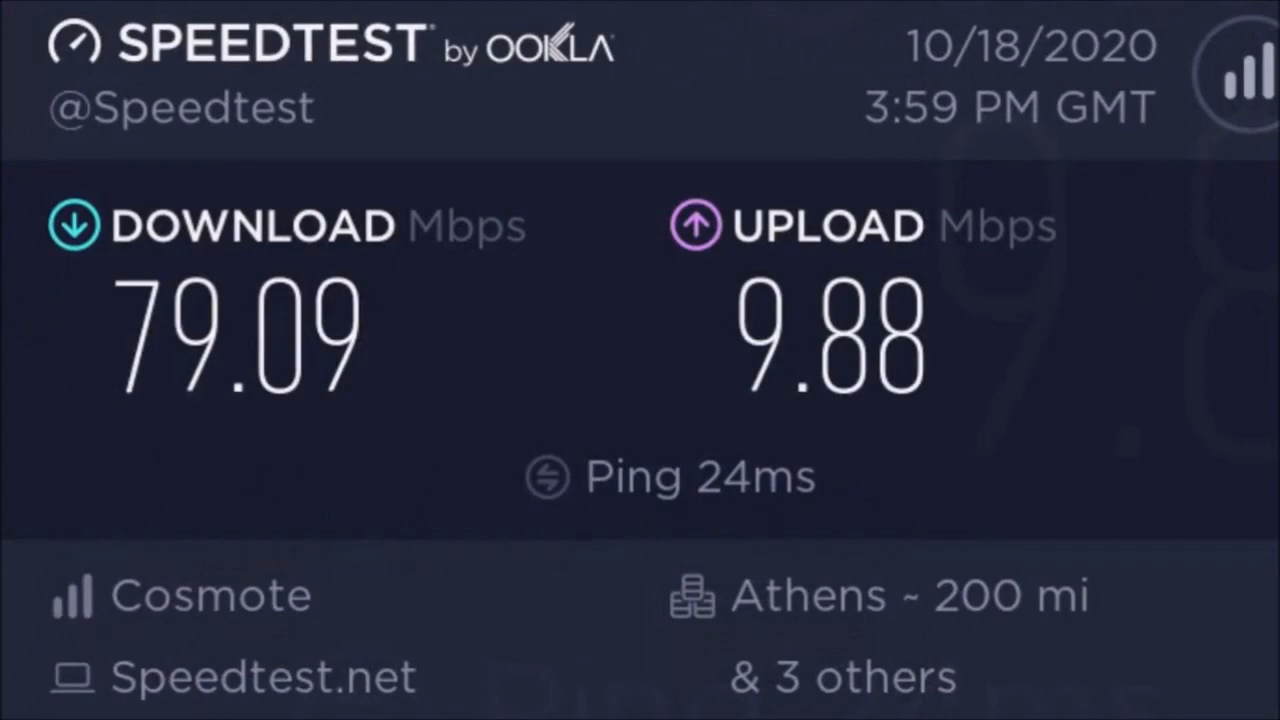 SPEEDTEST by OOKLA
10/18/2020
@Speedtest
3:59 PM GMT
DOWNLOAD Mbps
UPLOAD Mbps
79.09
9.88
Ping 24ms
Cosmote
Athens ~ 200 mi
Speedtest.net
& 3 others